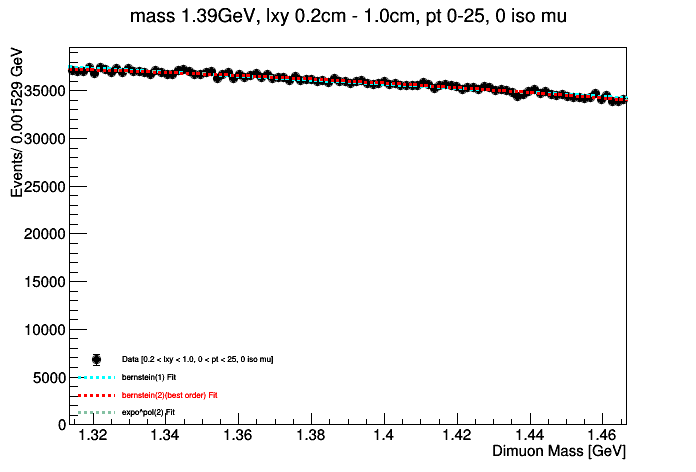 mass 1.39GeV, lxy 0.2cm - 1.0cm, pt 0-25, 0 iso mu
Events/ 0.001529 GeV
35000
30000
25000
20000
15000
10000
5000
0
Data [0.2 < lxy < 1.0, 0 < pt < 25, 0 iso mu]
bernstein(1) Fit
bernstein(2)(best order) Fit
expo^pol(2) Fit
1.32 1.34 1.36 1.38 1.4 1.42 1.44 1.46
Dimuon Mass [GeV]